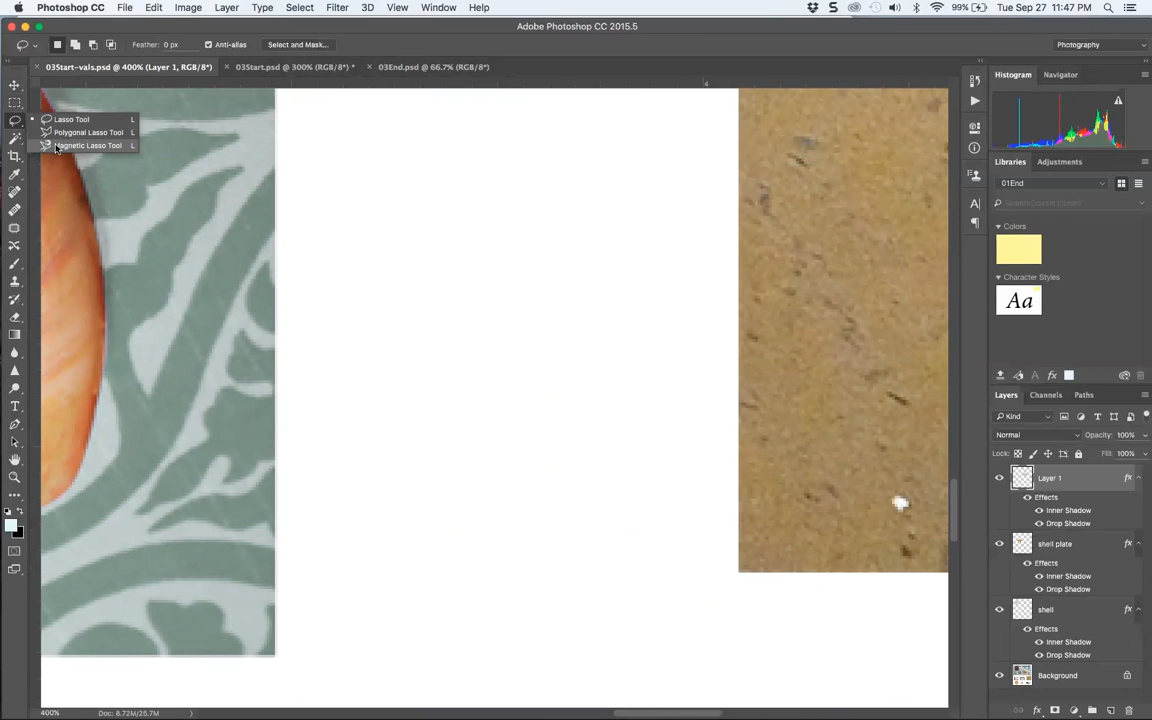 Photoshop CC File Edit Image Layer Type Select Filter 3D View Window Help 99% Tue Sep 27 11:47 PM
Adobe Photoshop CC 2015.5
Feather: 0 px Anti-alias Select and Mask... Photography
03Start-vals.psd @ 400% (Layer 1, RGB/8*) 03Start.psd @ 300% (RGB/8*) * 03End.psd @ 66.7% (RGB/8*)
Histogram Navigator
4
Lasso Tool L
Polygonal Lasso Tool L
Magnetic Lasso Tool L
Libraries Adjustments
01End
Colors
Character Styles
Aa
Layers Channels Paths
Kind
Normal Opacity: 100%
Lock: Fill: 100%
Layer 1 fx
Effects
Inner Shadow
Drop Shadow
shell plate fx
Effects
Inner Shadow
Drop Shadow
shell fx
Effects
Inner Shadow
Drop Shadow
Background
400% Doc: 8.72M/25.7M